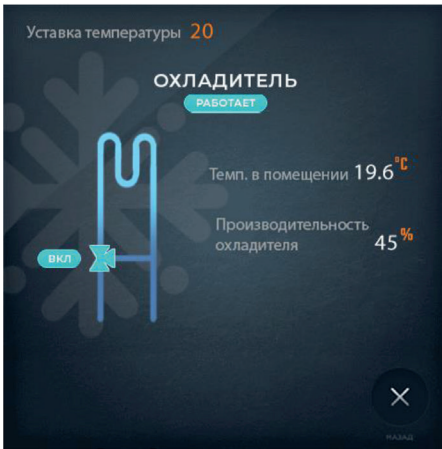 Уставка температуры 20
ОХЛАДИТЕЛЬ
РАБОТАЕТ
Темп. в помещении 19.6 °C
Производительность
охладителя 45 %
ВКЛ
НАЗАД